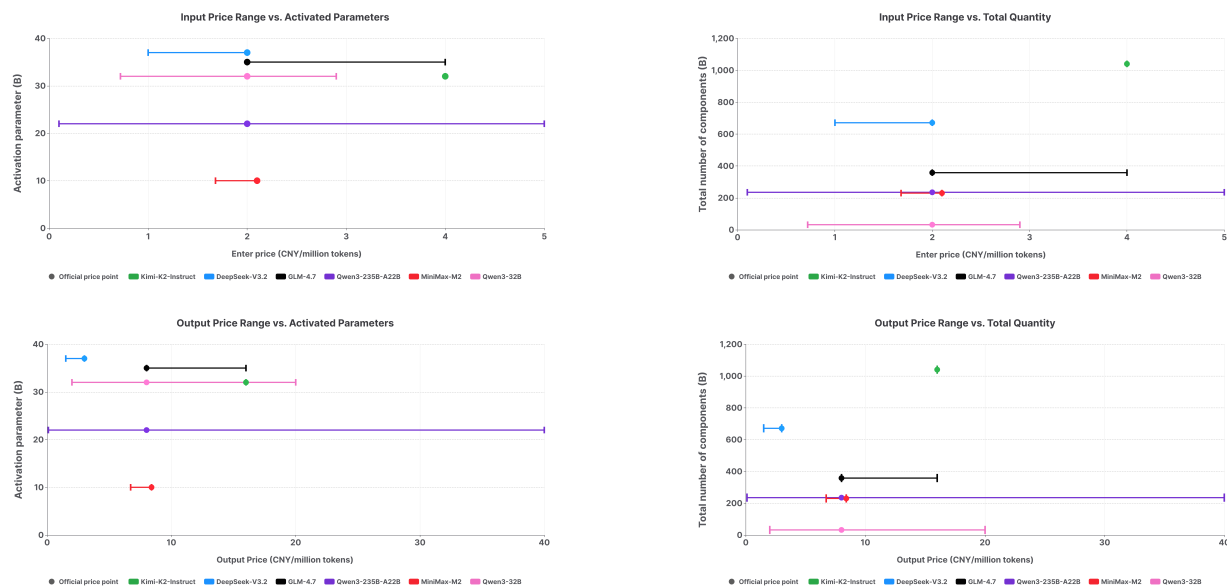 Input Price Range vs. Activated Parameters
Activation parameter (B)
40
30
20
10
0
0 1 2 3 4 5
Enter price (CNY/million tokens)
Official price point Kimi-K2-Instruct DeepSeek-V3.2 GLM-4.7 Qwen3-235B-A22B MiniMax-M2 Qwen3-32B
Input Price Range vs. Total Quantity
Total number of components (B)
1,200
1,000
800
600
400
200
0
0 1 2 3 4 5
Enter price (CNY/million tokens)
Official price point Kimi-K2-Instruct DeepSeek-V3.2 GLM-4.7 Qwen3-235B-A22B MiniMax-M2 Qwen3-32B
Output Price Range vs. Activated Parameters
Activation parameter (B)
40
30
20
10
0
0 10 20 30 40
Output Price (CNY/million tokens)
Official price point Kimi-K2-Instruct DeepSeek-V3.2 GLM-4.7 Qwen3-235B-A22B MiniMax-M2 Qwen3-32B
Output Price Range vs. Total Quantity
Total number of components (B)
1,200
1,000
800
600
400
200
0
0 10 20 30 40
Output Price (CNY/million tokens)
Official price point Kimi-K2-Instruct DeepSeek-V3.2 GLM-4.7 Qwen3-235B-A22B MiniMax-M2 Qwen3-32B